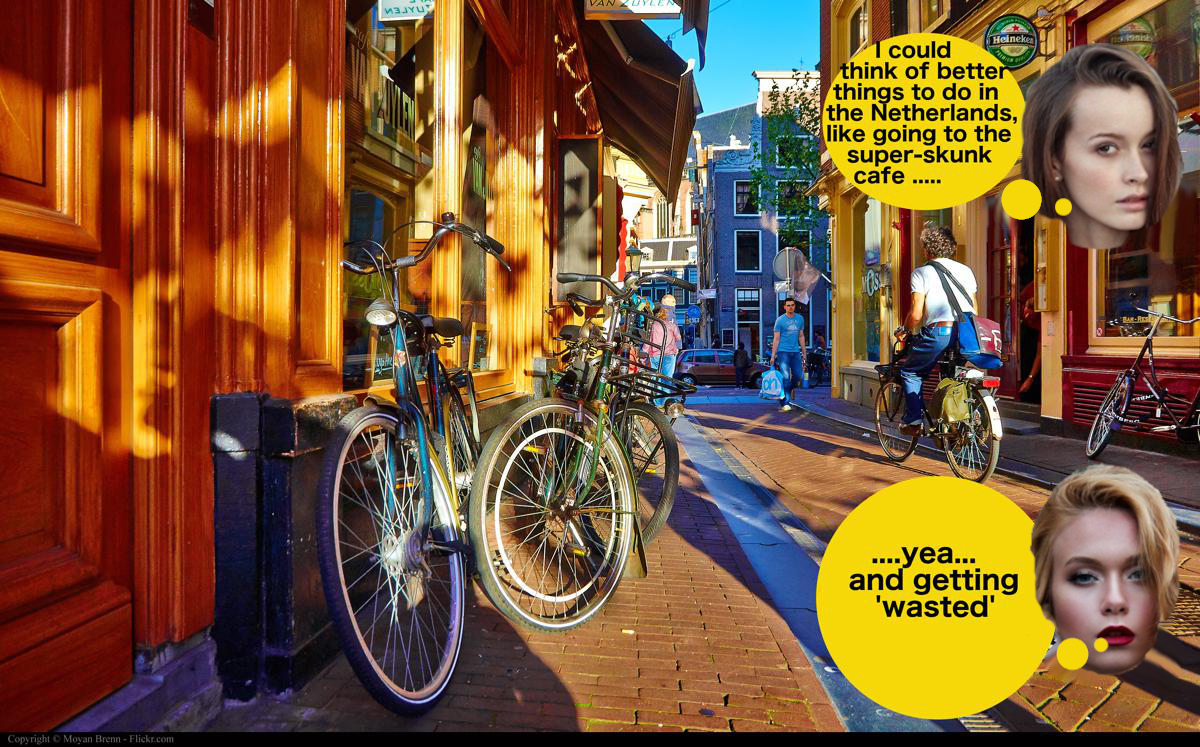 VAN ZUYLEN
Heineken
I could
think of better
things to do in
the Netherlands,
like going to the
super-skunk
cafe .....
....yea...
and getting
'wasted'
Copyright © Moyan Brenn - Flickr.com